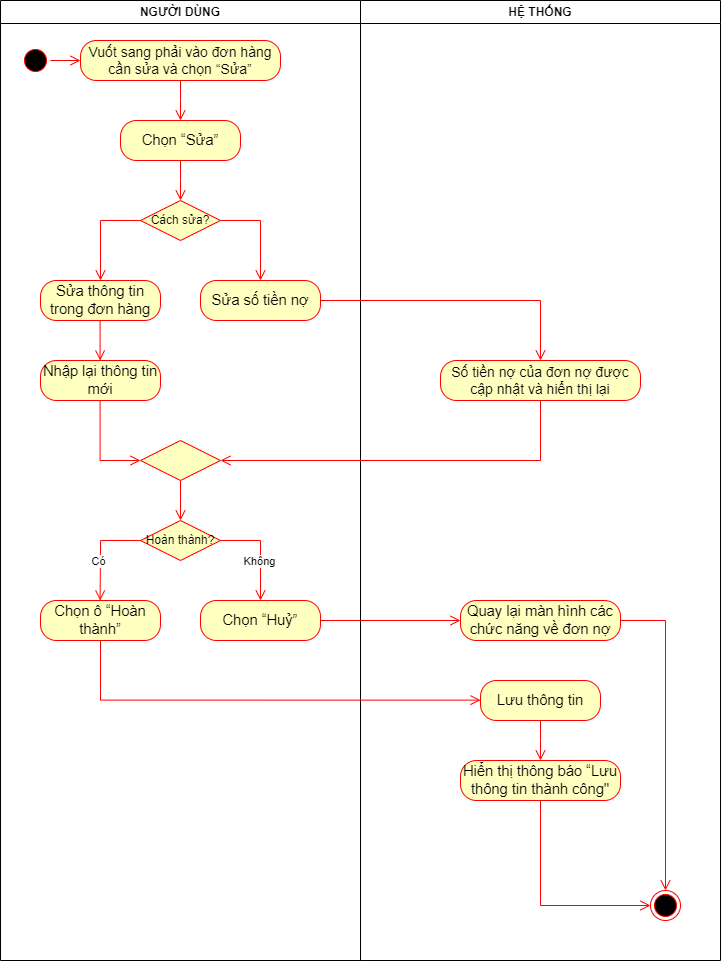 NGƯỜI DÙNG
HỆ THỐNG
Vuốt sang phải vào đơn hàng
cần sửa và chọn “Sửa”
Chọn “Sửa”
Cách sửa?
Sửa thông tin
trong đơn hàng
Sửa số tiền nợ
Nhập lại thông tin
mới
Số tiền nợ của đơn nợ được
cập nhật và hiển thị lại
Hoàn thành?
Có
Không
Chọn ô “Hoàn
thành”
Chọn “Huỷ”
Quay lại màn hình các
chức năng về đơn nợ
Lưu thông tin
Hiển thị thông báo “Lưu
thông tin thành công"